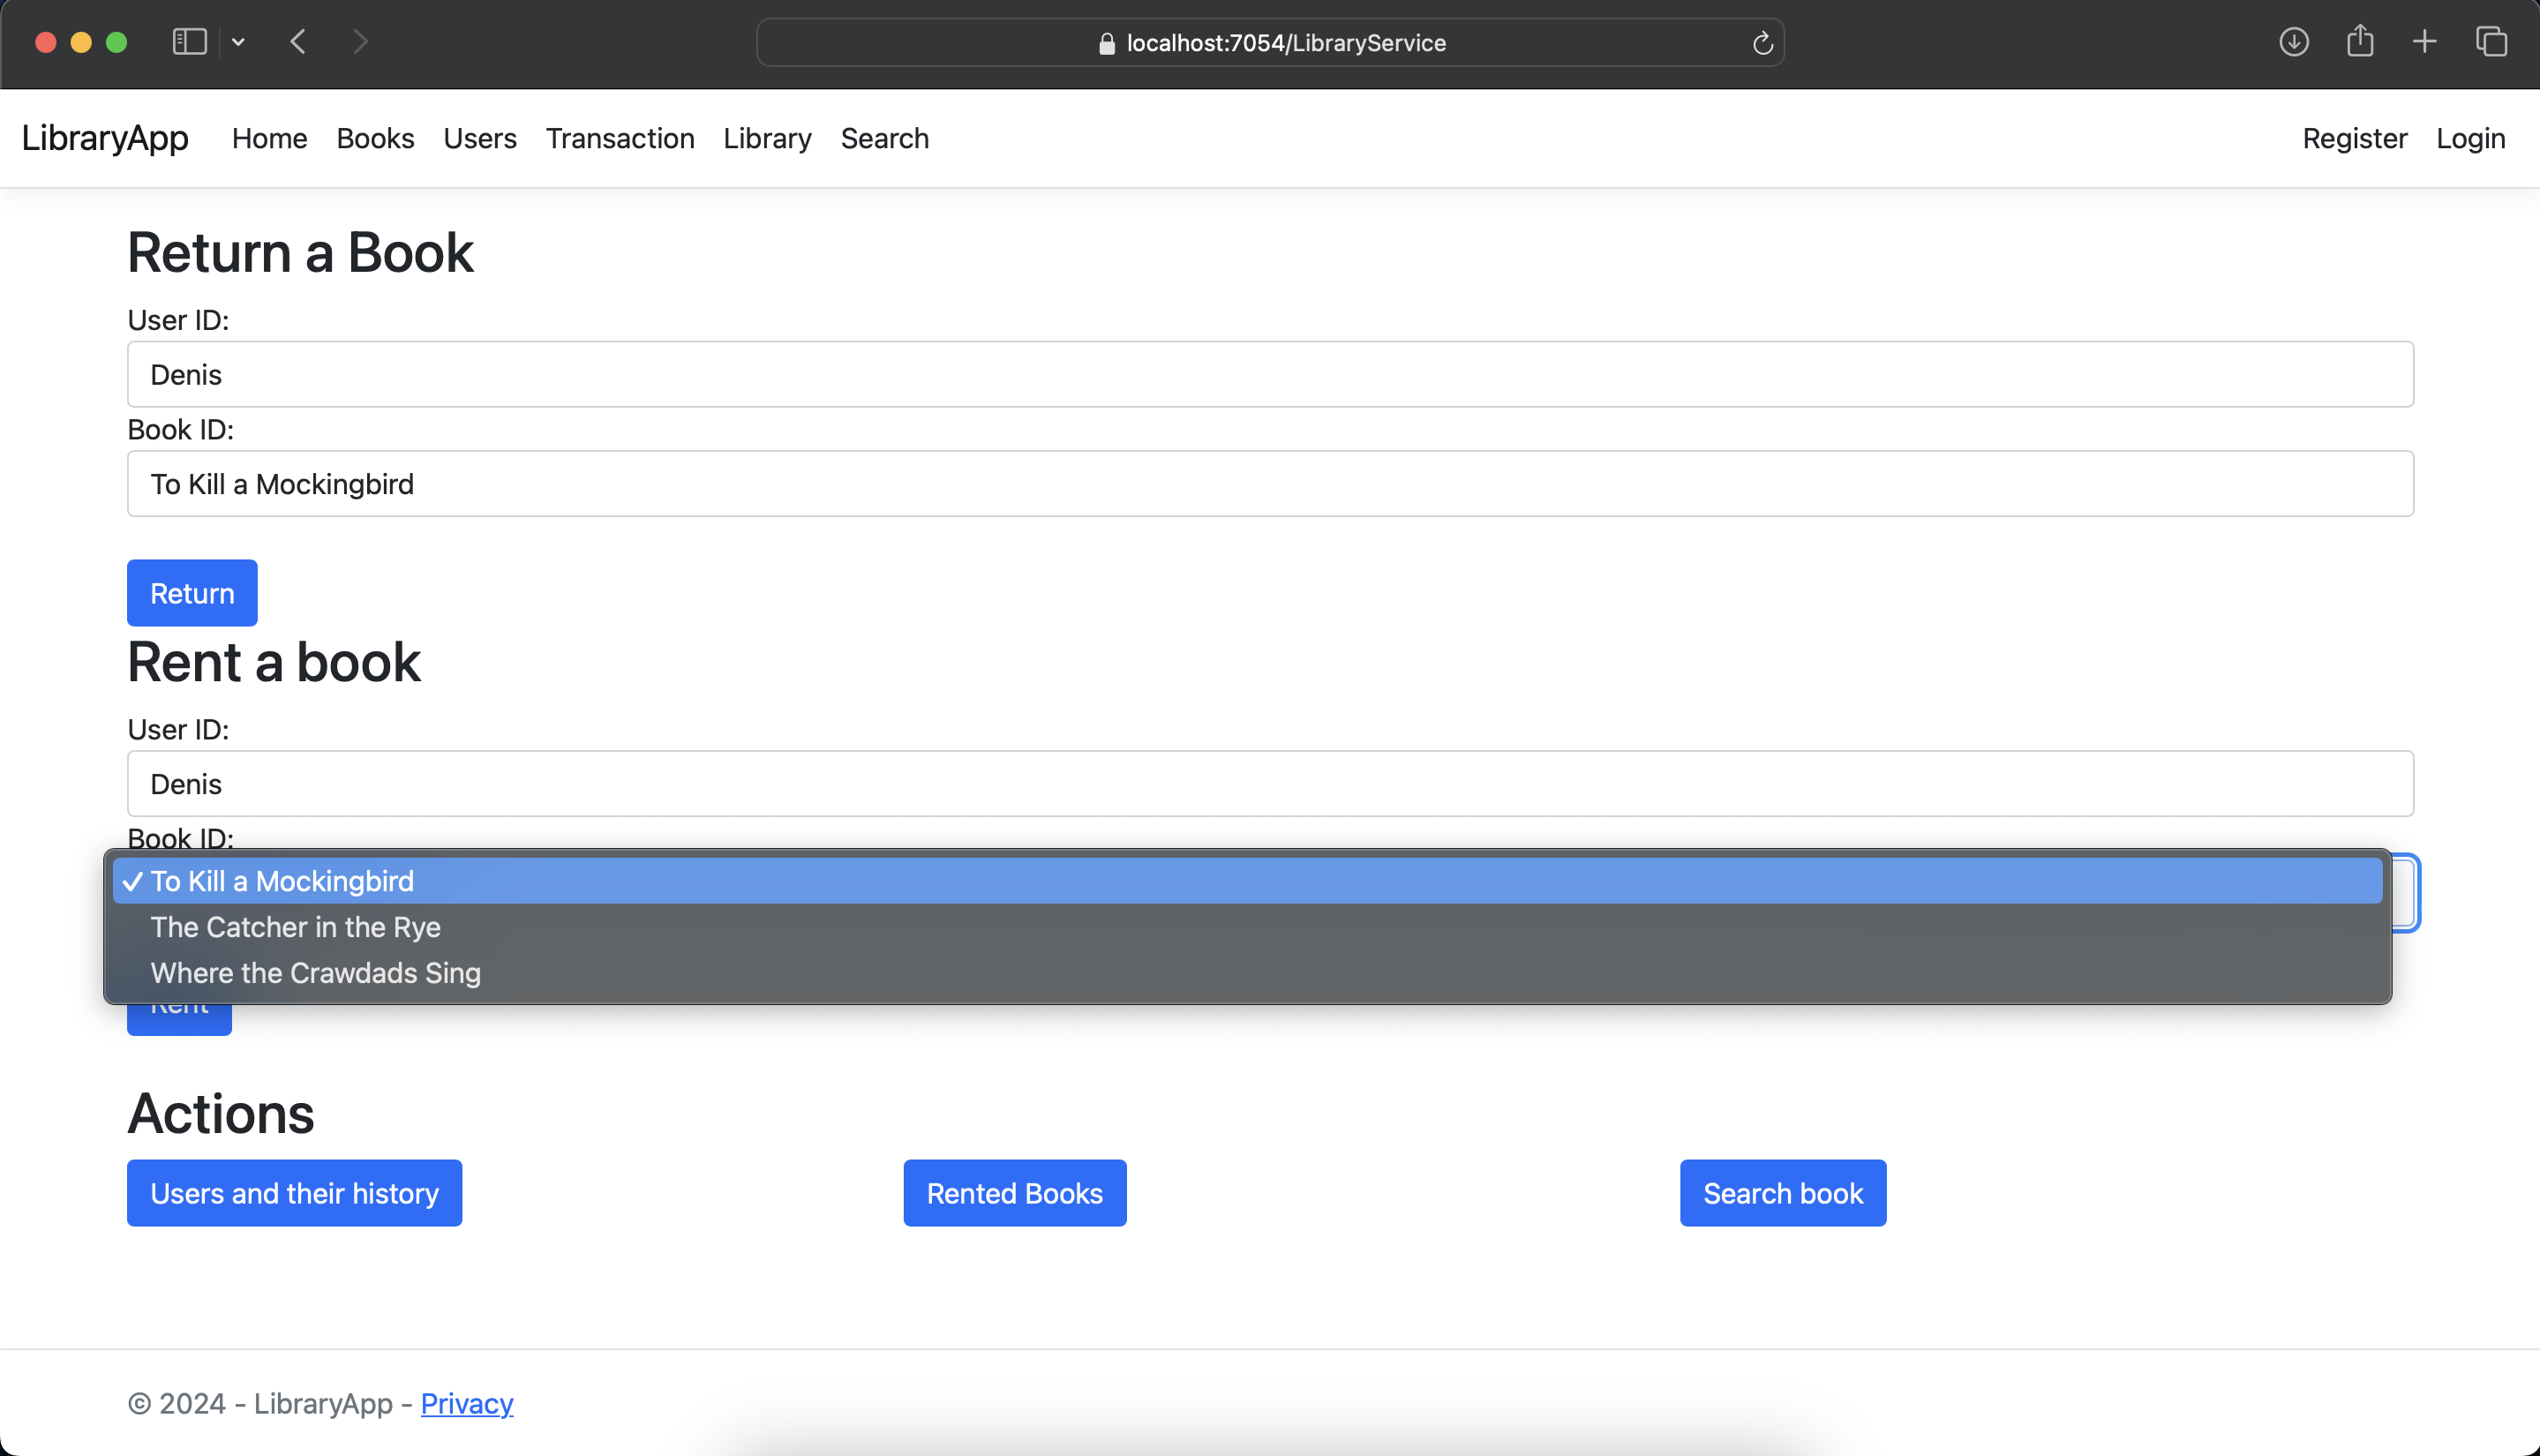 localhost:7054/LibraryService
LibraryApp Home Books Users Transaction Library Search Register Login
Return a Book
User ID:
Denis
Book ID:
To Kill a Mockingbird
Return
Rent a book
User ID:
Denis
Book ID:
✓ To Kill a Mockingbird
The Catcher in the Rye
Where the Crawdads Sing
Rent
Actions
Users and their history Rented Books Search book
© 2024 - LibraryApp - Privacy